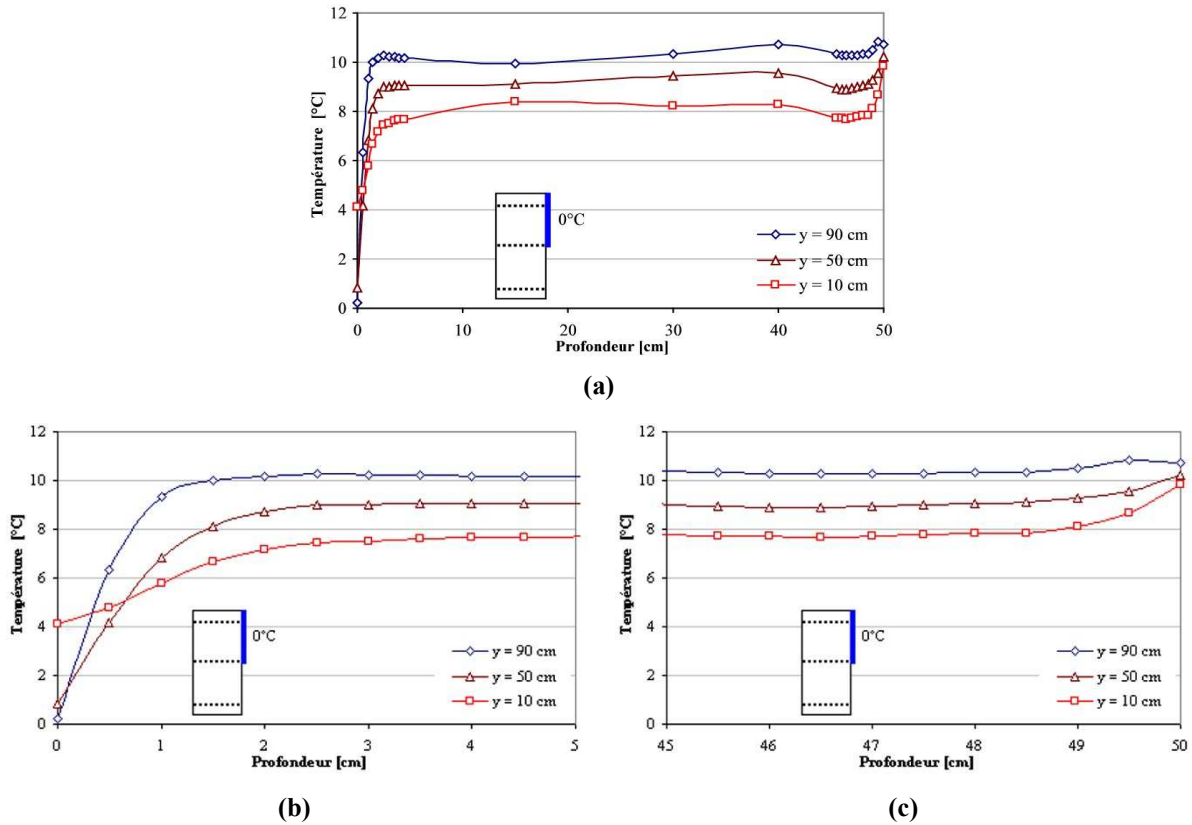 12
10
8
6
4
2
0
Température [°C]
0°C
y = 90 cm
y = 50 cm
y = 10 cm
0 10 20 30 40 50
Profondeur [cm]
(a)
12
10
8
6
4
2
0
Température [°C]
0°C
y = 90 cm
y = 50 cm
y = 10 cm
0 1 2 3 4 5
Profondeur [cm]
(b)
12
10
8
6
4
2
0
Température [°C]
0°C
y = 90 cm
y = 50 cm
y = 10 cm
45 46 47 48 49 50
Profondeur [cm]
(c)